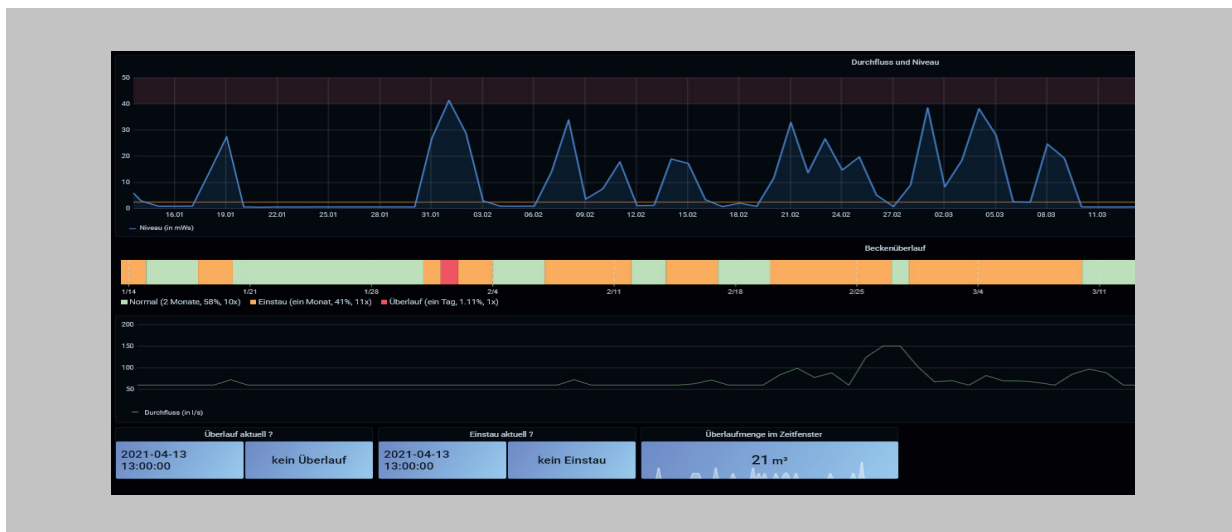 Durchfluss und Niveau
50
40
30
20
10
0
16.01 19.01 22.01 25.01 28.01 31.01 03.02 06.02 09.02 12.02 15.02 18.02 21.02 24.02 27.02 02.03 05.03 08.03 11.03
Niveau (in mWs)
Beckenüberlauf
1/14 1/21 1/28 2/4 2/11 2/18 2/25 3/4 3/11
Normal (2 Monate, 58%, 10x) Einstau (ein Monat, 41%, 11x) Überlauf (ein Tag, 1.11%, 1x)
200
150
100
50
Durchfluss (in l/s)
Überlauf aktuell ? Einstau aktuell ? Überlaufmenge im Zeitfenster
2021-04-13
13:00:00
kein Überlauf
2021-04-13
13:00:00
kein Einstau
21 m³